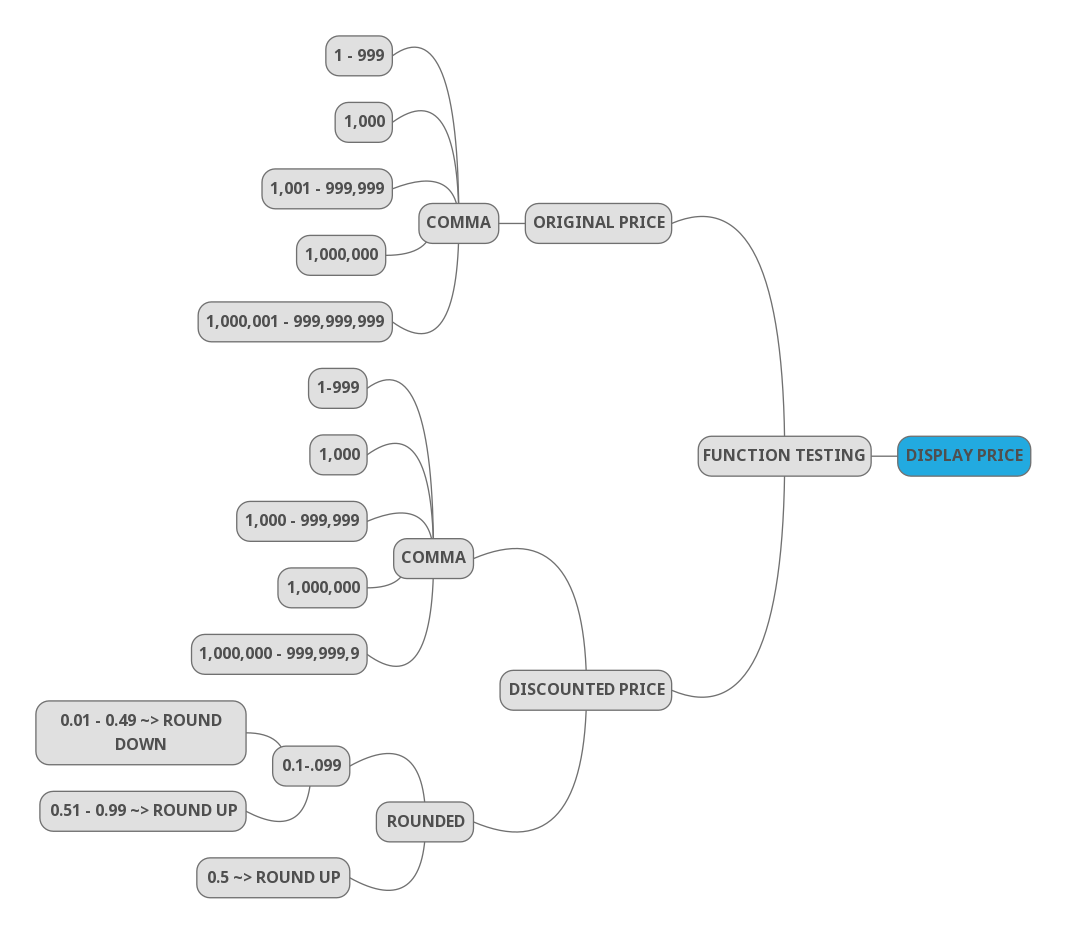 1 - 999
1,000
1,001 - 999,999
COMMA
ORIGINAL PRICE
1,000,000
1,000,001 - 999,999,999
1-999
1,000
FUNCTION TESTING
DISPLAY PRICE
1,000 - 999,999
COMMA
1,000,000
1,000,000 - 999,999,9
DISCOUNTED PRICE
0.01 - 0.49 ~> ROUND
DOWN
0.1-.099
0.51 - 0.99 ~> ROUND UP
ROUNDED
0.5 ~> ROUND UP